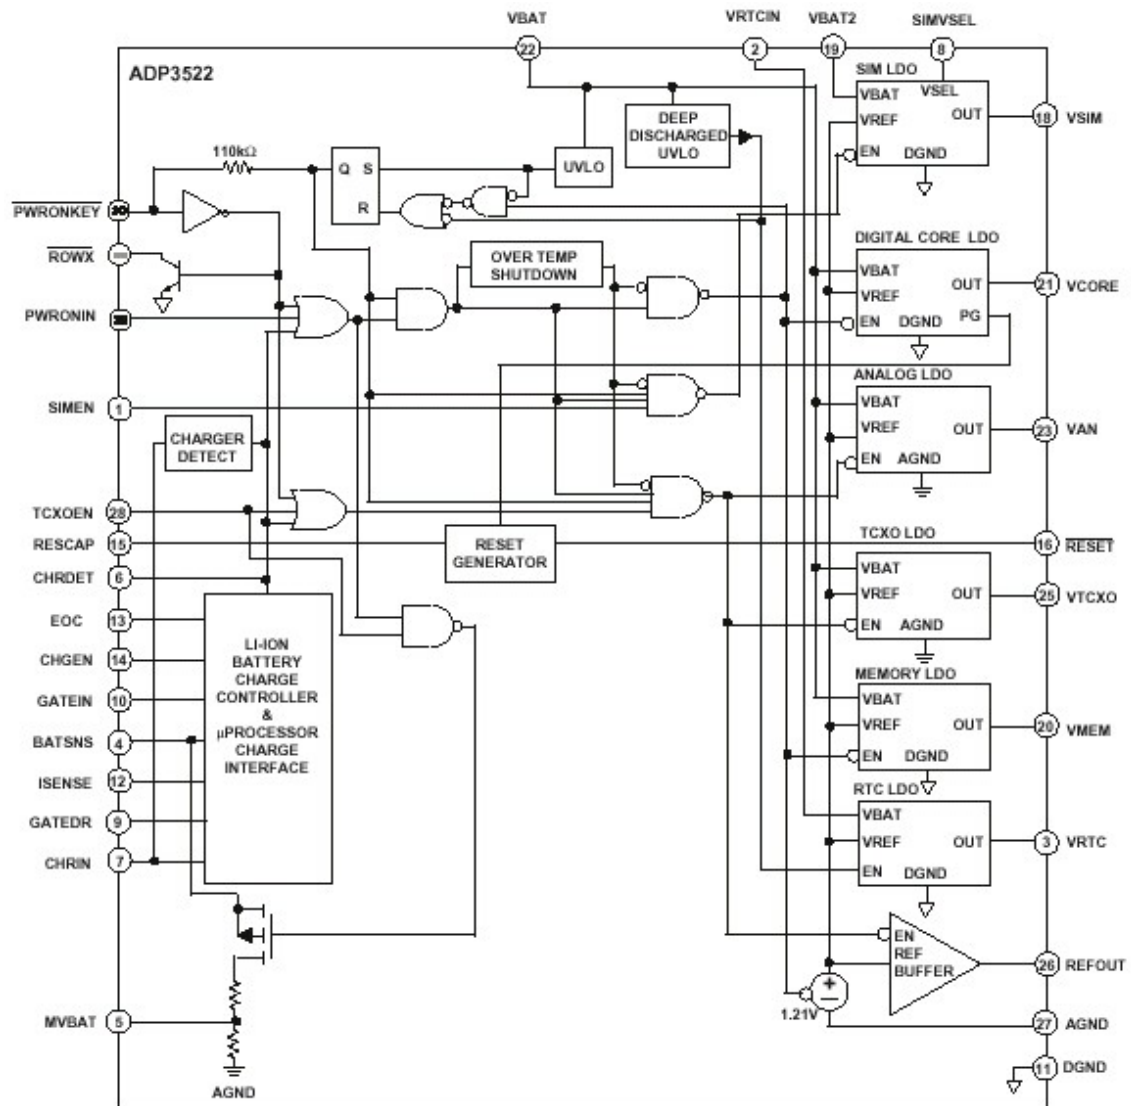 VBAT
VRTCIN
VBAT2
SIMVSEL
22
2
19
8
ADP3522
SIM LDO
VBAT
VSEL
VREF
OUT
EN
DGND
18
VSIM
DEEP
DISCHARGED
UVLO
UVLO
110kΩ
Q
S
R
PWRONKEY
ROWX
PWRONIN
OVER TEMP
SHUTDOWN
DIGITAL CORE LDO
VBAT
OUT
VREF
PG
EN
DGND
21
VCORE
SIMEN
1
ANALOG LDO
VBAT
VREF
OUT
EN
AGND
23
VAN
CHARGER
DETECT
TCXOEN
28
RESCAP
15
RESET
GENERATOR
16
RESET
CHRDET
6
TCXO LDO
VBAT
VREF
OUT
EN
AGND
25
VTCXO
EOC
13
CHGEN
14
GATEIN
10
BATSNS
4
ISENSE
12
GATEDR
9
CHRIN
7
LI-ION
BATTERY
CHARGE
CONTROLLER
&
μPROCESSOR
CHARGE
INTERFACE
MEMORY LDO
VBAT
VREF
OUT
EN
DGND
20
VMEM
RTC LDO
VBAT
VREF
OUT
EN
DGND
3
VRTC
EN
REF
BUFFER
26
REFOUT
1.21V
27
AGND
11
DGND
MVBAT
5
AGND